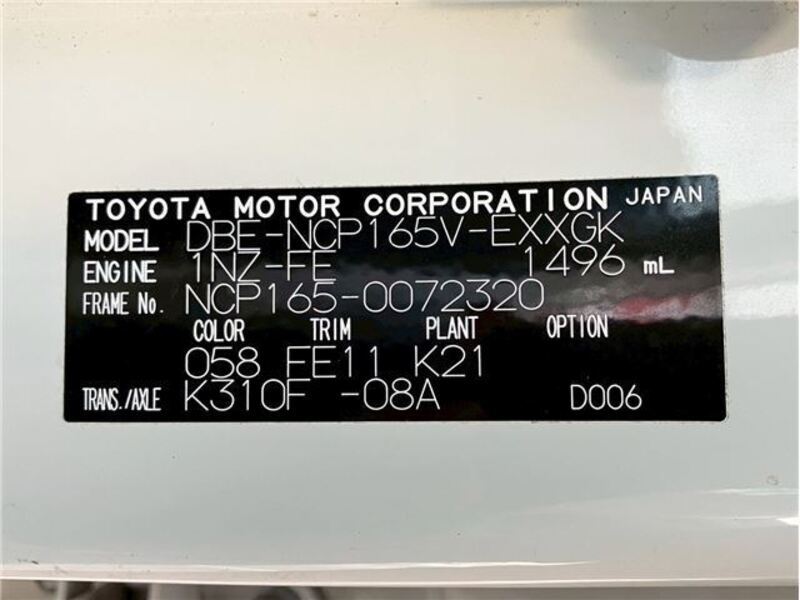 TOYOTA MOTOR CORPORATION JAPAN
MODEL DBE-NCP165V-EXXGK
ENGINE 1NZ-FE 1496 mL
FRAME No. NCP165-0072320
COLOR TRIM PLANT OPTION
058 FE11 K21
TRANS./AXLE K310F -08A D006